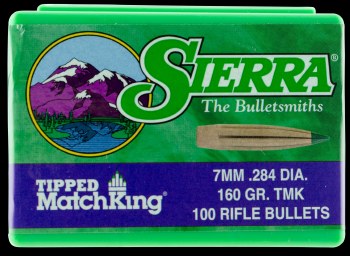 SIERRA®
The Bulletsmiths
TIPPED
MatchKing®
7MM .284 DIA.
160 GR. TMK
100 RIFLE BULLETS